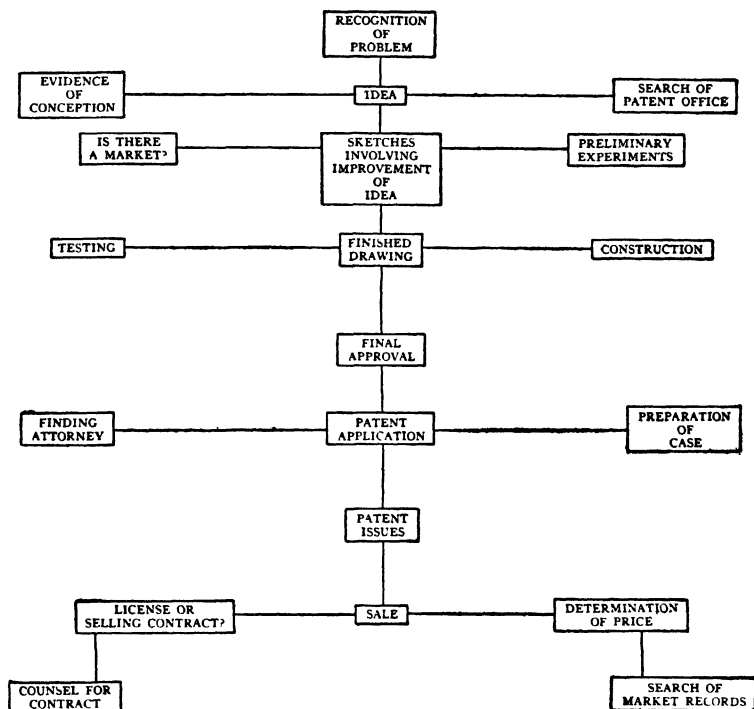 RECOGNITION
OF
PROBLEM
EVIDENCE
OF
CONCEPTION
IDEA
SEARCH OF
PATENT OFFICE
IS THERE
A MARKET?
SKETCHES
INVOLVING
IMPROVEMENT
OF
IDEA
PRELIMINARY
EXPERIMENTS
TESTING
FINISHED
DRAWING
CONSTRUCTION
FINAL
APPROVAL
FINDING
ATTORNEY
PATENT
APPLICATION
PREPARATION
OF
CASE
PATENT
ISSUES
LICENSE OR
SELLING CONTRACT?
SALE
DETERMINATION
OF PRICE
COUNSEL FOR
CONTRACT
SEARCH OF
MARKET RECORDS